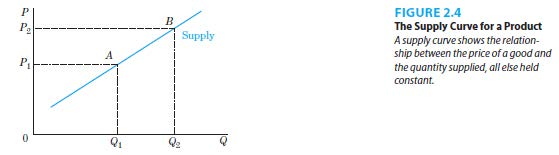 P
P2
B
Supply
A
P1
0
Q1
Q2
Q
FIGURE 2.4
The Supply Curve for a Product
A supply curve shows the relation-
ship between the price of a good and
the quantity supplied, all else held
constant.